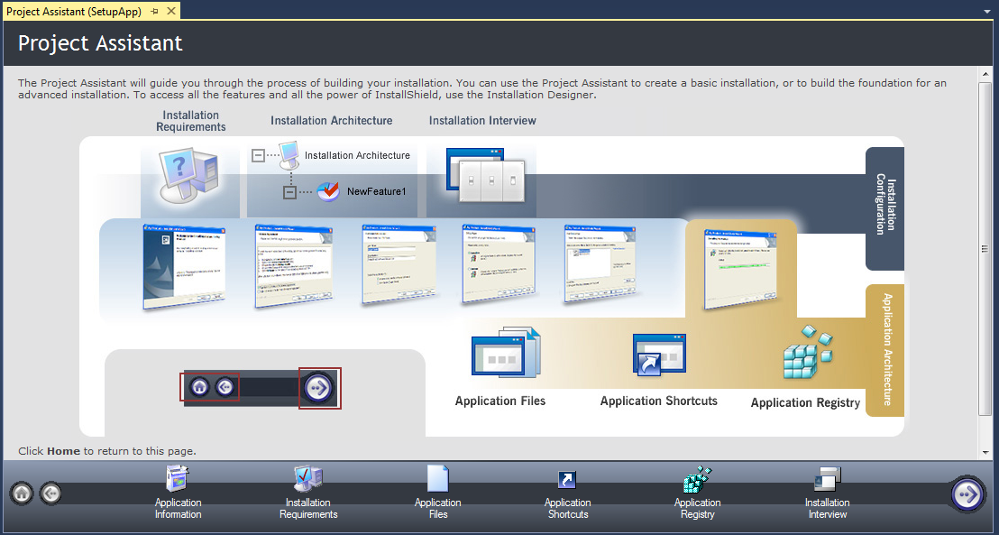 Project Assistant (SetupApp)
Project Assistant
The Project Assistant will guide you through the process of building your installation. You can use the Project Assistant to create a basic installation, or to build the foundation for an
advanced installation. To access all the features and all the power of InstallShield, use the Installation Designer.
Installation
Requirements
Installation Architecture
Installation Interview
Installation Architecture
NewFeature1
Installation
Configuration
Application Architecture
Application Files
Application Shortcuts
Application Registry
Click Home to return to this page.
Application
Information
Installation
Requirements
Application
Files
Application
Shortcuts
Application
Registry
Installation
Interview